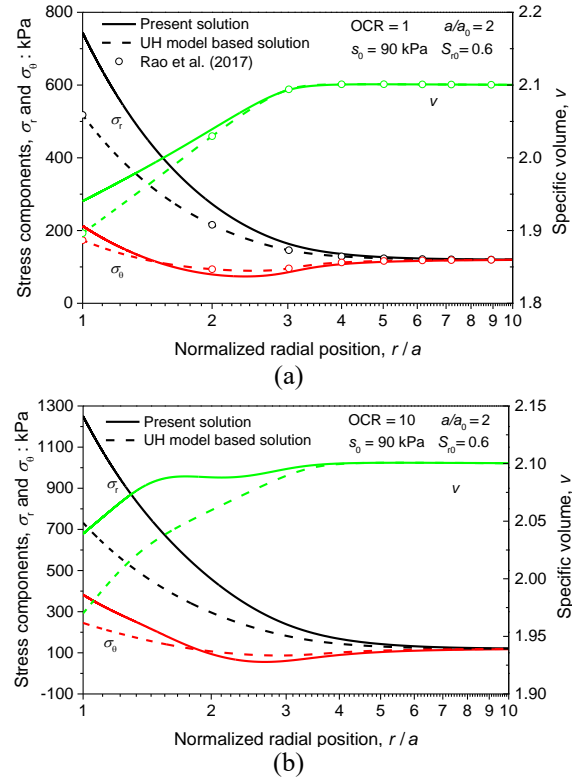 (a)
Present solution
UH model based solution
Rao et al. (2017)
OCR = 1 a/a₀ = 2
s₀ = 90 kPa Sᵣ₀ = 0.6
σᵣ
σθ
v
Stress components, σᵣ and σθ : kPa
800
600
400
200
100
0
Specific volume, v
2.2
2.1
2.0
1.9
1.8
1 2 3 4 5 6 7 8 9 10
Normalized radial position, r / a
(a)
Present solution
UH model based solution
OCR = 10 a/a₀ = 2
s₀ = 90 kPa Sᵣ₀ = 0.6
σᵣ
σθ
v
Stress components, σᵣ and σθ : kPa
1300
1100
900
700
500
300
100
-100
Specific volume, v
2.15
2.10
2.05
2.00
1.95
1.90
1 2 3 4 5 6 7 8 9 10
Normalized radial position, r / a
(b)